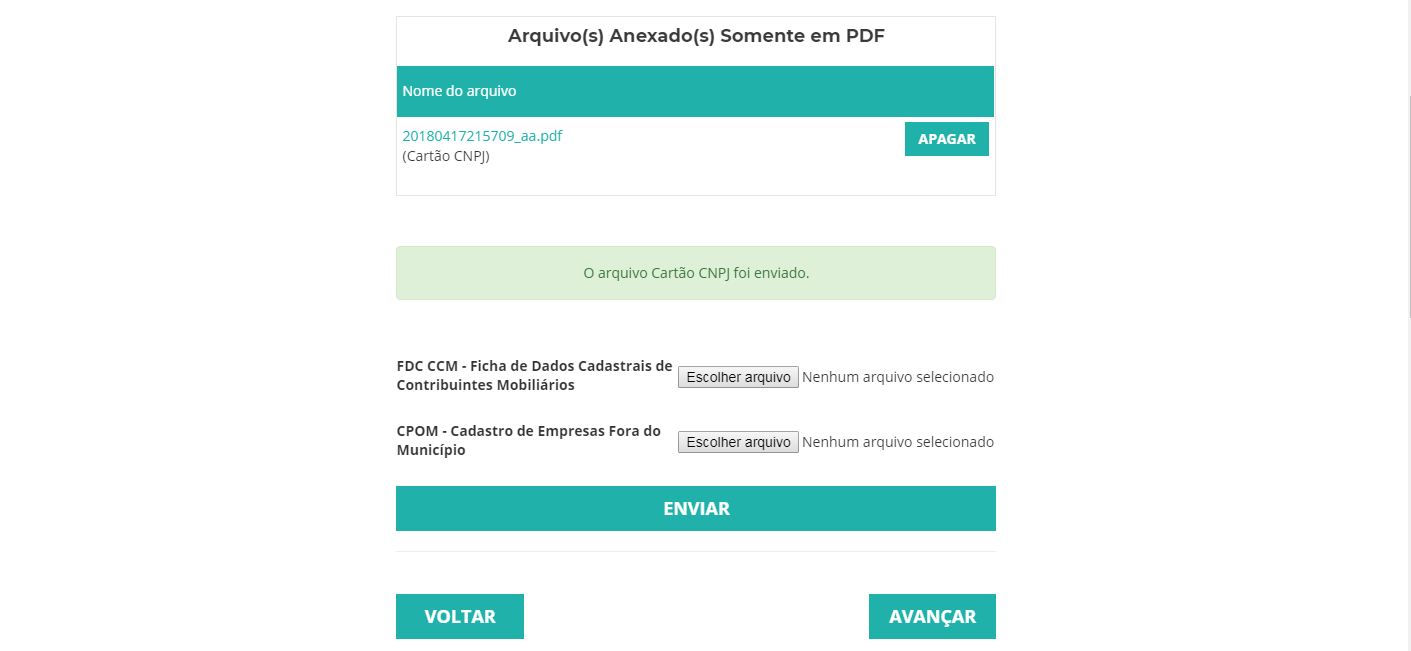 Arquivo(s) Anexado(s) Somente em PDF
Nome do arquivo
20180417215709_aa.pdf
APAGAR
(Cartão CNPJ)
O arquivo Cartão CNPJ foi enviado.
FDC CCM - Ficha de Dados Cadastrais de
Contribuintes Mobiliários
Escolher arquivo Nenhum arquivo selecionado
CPOM - Cadastro de Empresas Fora do
Município
Escolher arquivo Nenhum arquivo selecionado
ENVIAR
VOLTAR
AVANÇAR